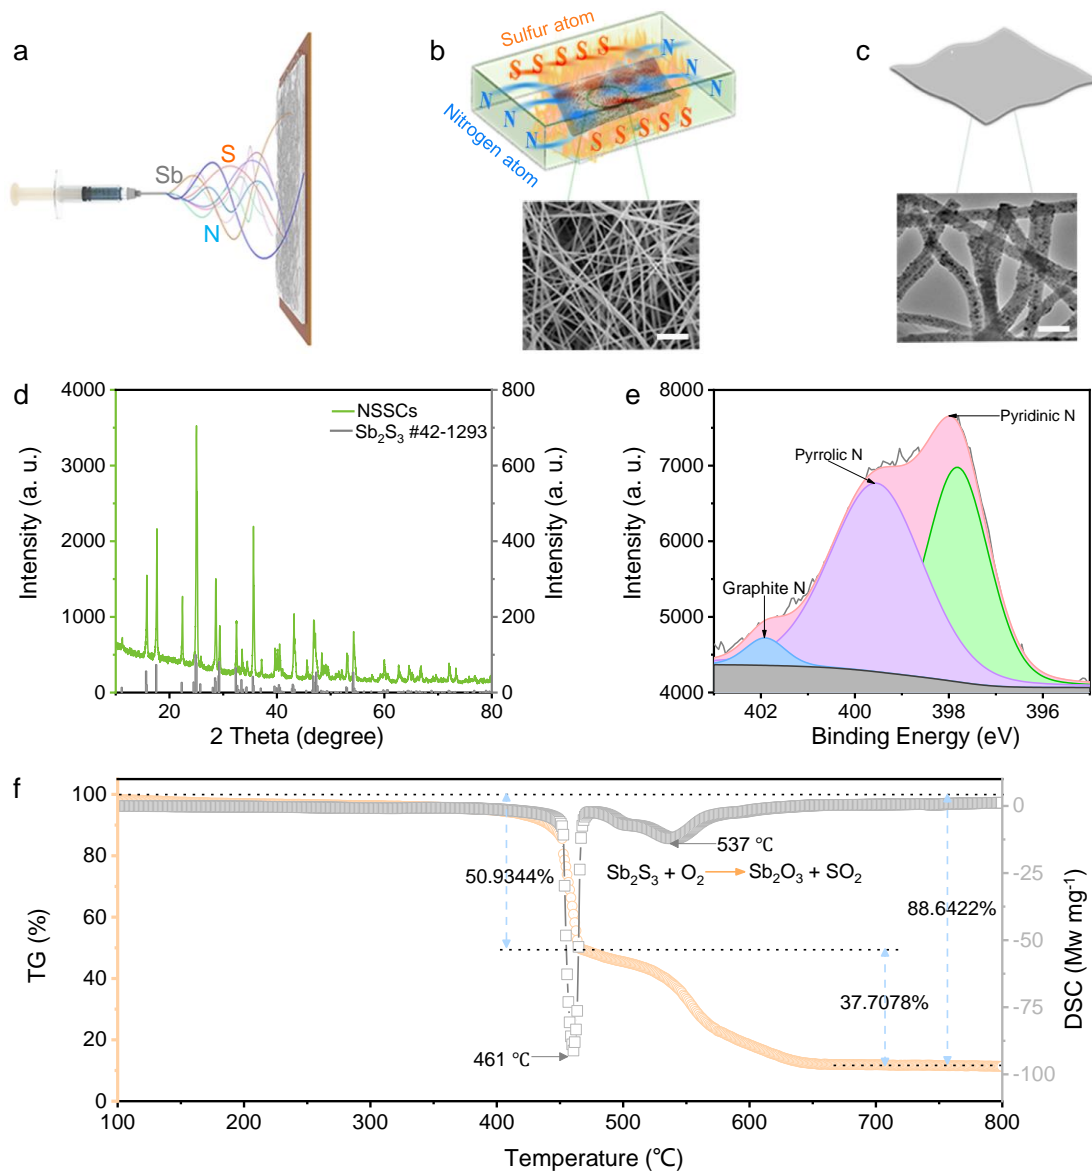 a
Sb
S
N
b
Sulfur atom
S S S S S
N N N
N N N
S S S S S
Nitrogen atom
c
d
4000
3000
2000
1000
0
Intensity (a. u.)
NSSCs
Sb₂S₃ #42-1293
800
600
400
200
0
Intensity (a. u.)
20 40 60 80
2 Theta (degree)
e
8000
7000
6000
5000
4000
Intensity (a. u.)
Pyridinic N
Pyrrolic N
Graphite N
402 400 398 396
Binding Energy (eV)
f
100
80
60
40
20
0
TG (%)
50.9344%
461 ℃
537 ℃
Sb₂S₃ + O₂ → Sb₂O₃ + SO₂
88.6422%
37.7078%
0
-25
-50
-75
-100
DSC (Mw mg⁻¹)
100 200 300 400 500 600 700 800
Temperature (℃)